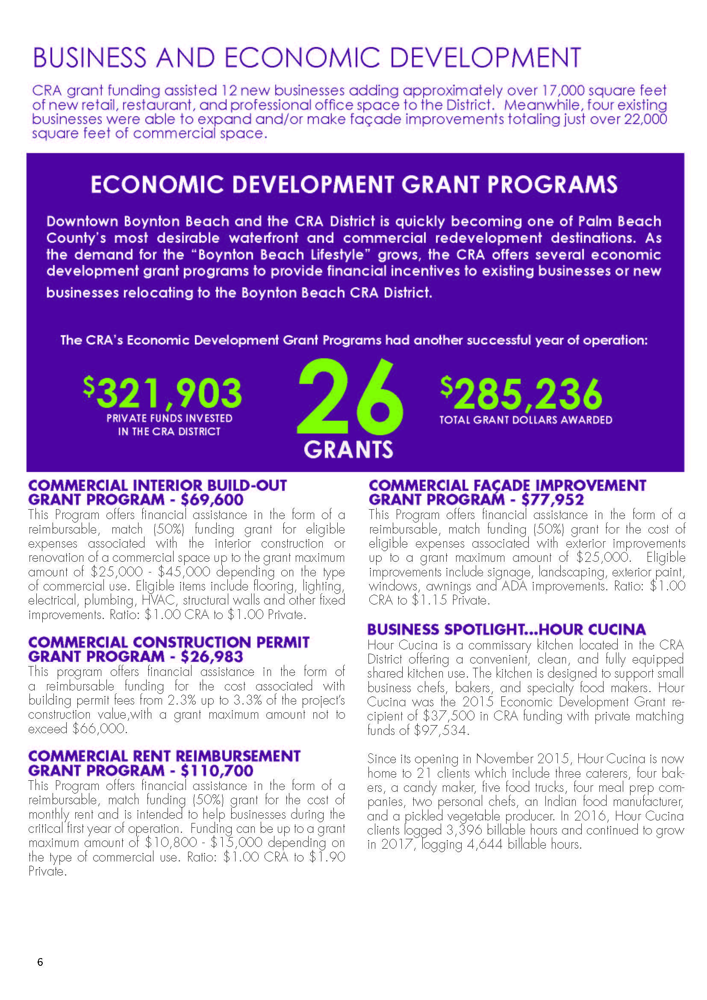 BUSINESS AND ECONOMIC DEVELOPMENT
CRA grant funding assisted 12 new businesses adding approximately over 17,000 square feet
of new retail, restaurant, and professional office space to the District.  Meanwhile, four existing
businesses were able to expand and/or make façade improvements totaling just over 22,000
square feet of commercial space.
ECONOMIC DEVELOPMENT GRANT PROGRAMS
Downtown Boynton Beach and the CRA District is quickly becoming one of Palm Beach
County's most desirable waterfront and commercial redevelopment destinations. As
the demand for the “Boynton Beach Lifestyle” grows, the CRA offers several economic
development grant programs to provide financial incentives to existing businesses or new
businesses relocating to the Boynton Beach CRA District.
The CRA's Economic Development Grant Programs had another successful year of operation:
$321,903
PRIVATE FUNDS INVESTED
IN THE CRA DISTRICT
26
GRANTS
$285,236
TOTAL GRANT DOLLARS AWARDED
COMMERCIAL INTERIOR BUILD-OUT
GRANT PROGRAM - $69,600
This Program offers financial assistance in the form of a
reimbursable, match (50%) funding grant for eligible
expenses associated with the interior construction or
renovation of a commercial space up to the grant maximum
amount of $25,000 - $45,000 depending on the type
of commercial use. Eligible items include flooring, lighting,
electrical, plumbing, HVAC, structural walls and other fixed
improvements. Ratio: $1.00 CRA to $1.00 Private.
COMMERCIAL CONSTRUCTION PERMIT
GRANT PROGRAM - $26,983
This program offers financial assistance in the form of
a reimbursable funding for the cost associated with
building permit fees from 2.3% up to 3.3% of the project's
construction value,with a grant maximum amount not to
exceed $66,000.
COMMERCIAL RENT REIMBURSEMENT
GRANT PROGRAM - $110,700
This Program offers financial assistance in the form of a
reimbursable, match funding (50%) grant for the cost of
monthly rent and is intended to help businesses during the
critical first year of operation.  Funding can be up to a grant
maximum amount of $10,800 - $15,000 depending on
the type of commercial use. Ratio: $1.00 CRA to $1.90
Private.
COMMERCIAL FAÇADE IMPROVEMENT
GRANT PROGRAM - $77,952
This Program offers financial assistance in the form of a
reimbursable, match funding (50%) grant for the cost of
eligible expenses associated with exterior improvements
up to a grant maximum amount of $25,000.  Eligible
improvements include signage, landscaping, exterior paint,
windows, awnings and ADA improvements. Ratio: $1.00
CRA to $1.15 Private.
BUSINESS SPOTLIGHT...HOUR CUCINA
Hour Cucina is a commissary kitchen located in the CRA
District offering a convenient, clean, and fully equipped
shared kitchen use. The kitchen is designed to support small
business chefs, bakers, and specialty food makers. Hour
Cucina was the 2015 Economic Development Grant re-
cipient of $37,500 in CRA funding with private matching
funds of $97,534.
Since its opening in November 2015, Hour Cucina is now
home to 21 clients which include three caterers, four bak-
ers, a candy maker, five food trucks, four meal prep com-
panies, two personal chefs, an Indian food manufacturer,
and a pickled vegetable producer. In 2016, Hour Cucina
clients logged 3,396 billable hours and continued to grow
in 2017, logging 4,644 billable hours.
6